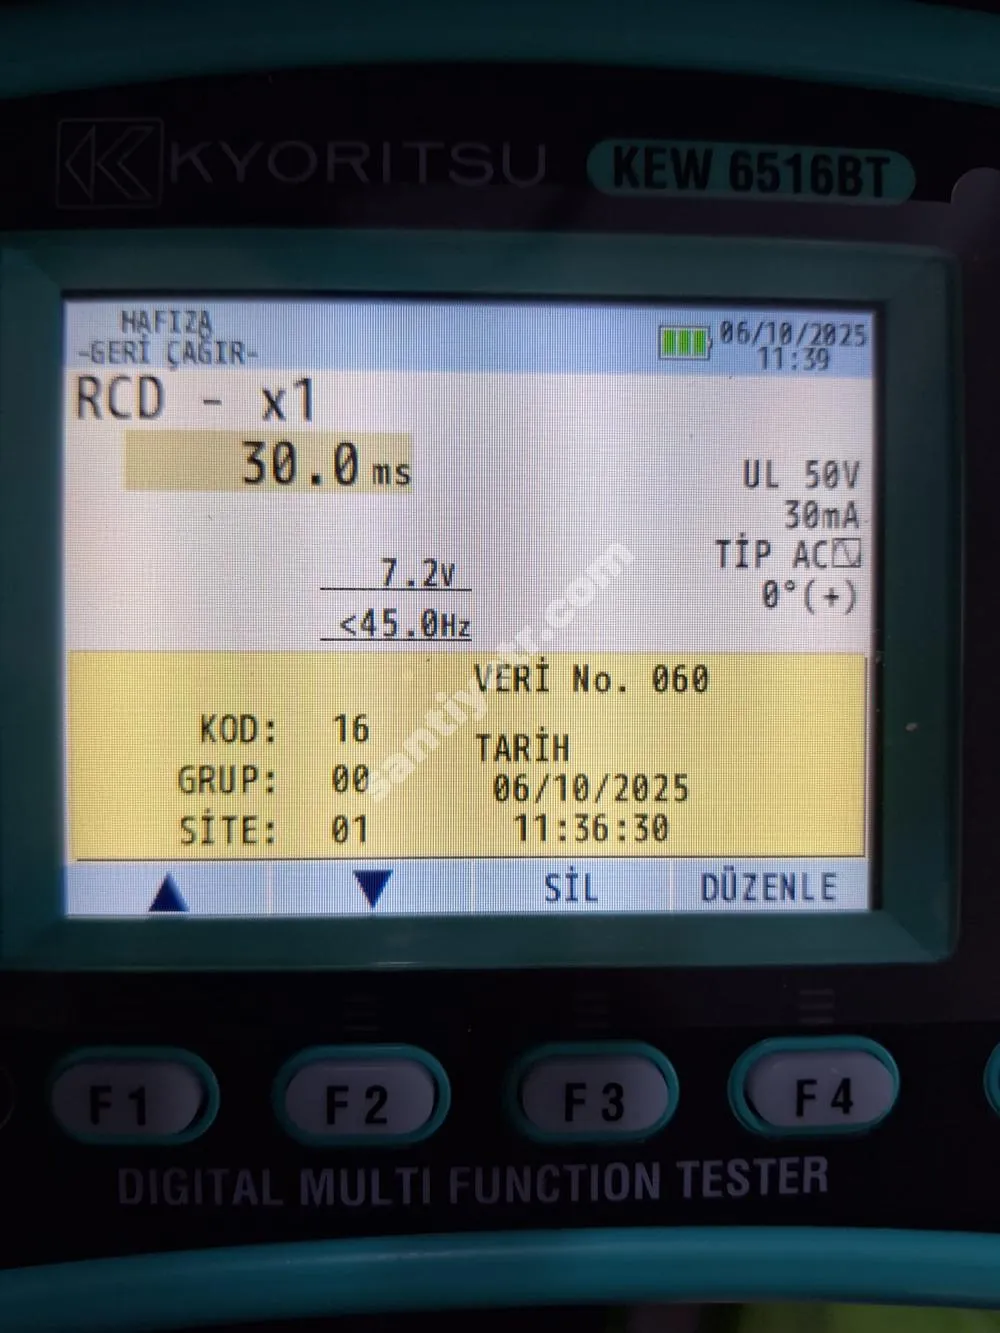 KYORITSU KEW 6516BT
HAFIZA
-GERİ ÇAĞIR-
06/10/2025
11:39
RCD - x1
30.0 ms
UL 50V
30mA
TİP AC
0°(+)
7.2V
<45.0Hz
VERİ No. 060
KOD: 16
GRUP: 00
SİTE: 01
TARİH
06/10/2025
11:36:30
SİL
DÜZENLE
F1
F2
F3
F4
DIGITAL MULTI FUNCTION TESTER
santiyetr.com